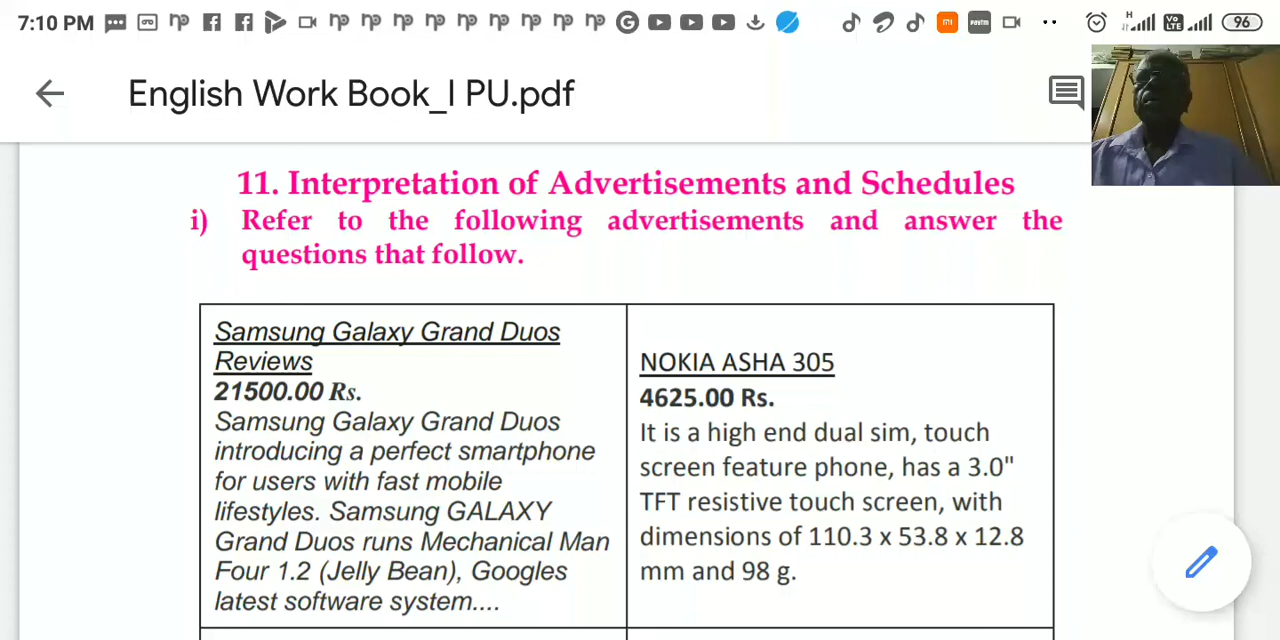 7:10 PM
H
Vo
LTE
96
English Work Book_I PU.pdf
11. Interpretation of Advertisements and Schedules
i) Refer to the following advertisements and answer the
questions that follow.
Samsung Galaxy Grand Duos
Reviews
21500.00 Rs.
Samsung Galaxy Grand Duos
introducing a perfect smartphone
for users with fast mobile
lifestyles. Samsung GALAXY
Grand Duos runs Mechanical Man
Four 1.2 (Jelly Bean), Googles
latest software system....
NOKIA ASHA 305
4625.00 Rs.
It is a high end dual sim, touch
screen feature phone, has a 3.0"
TFT resistive touch screen, with
dimensions of 110.3 x 53.8 x 12.8
mm and 98 g.